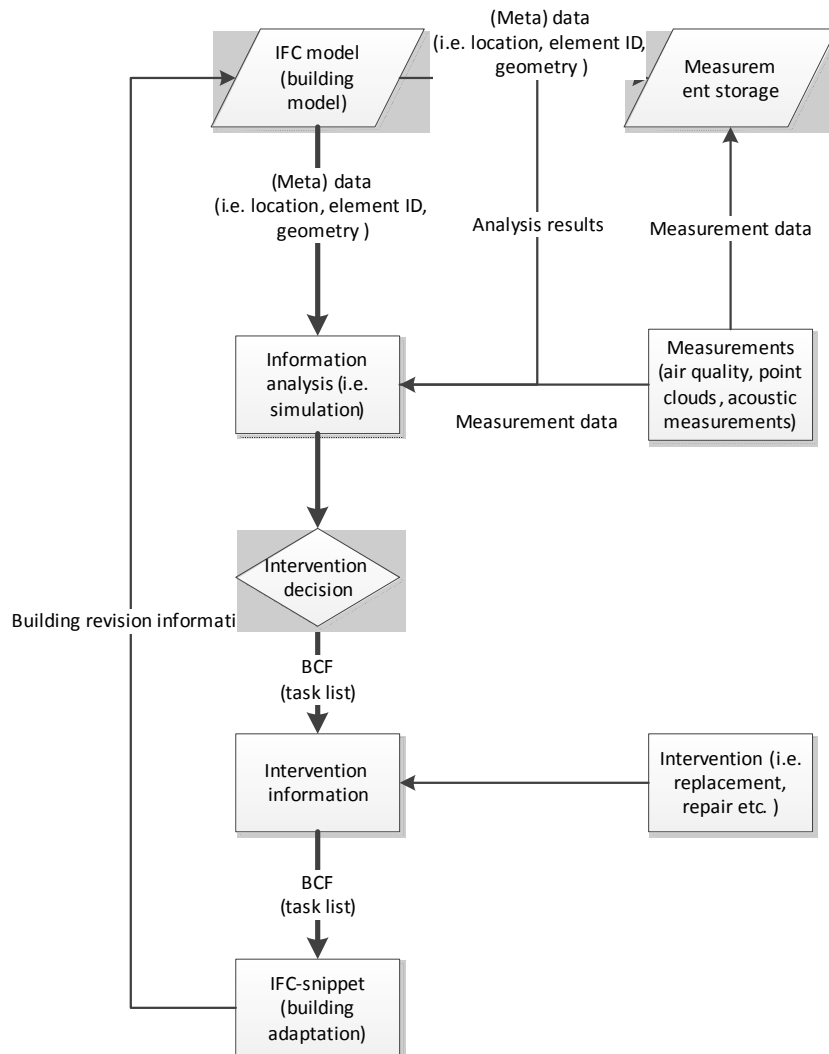 IFC model
(building
model)
(Meta) data
(i.e. location, element ID,
geometry )
Measurem
ent storage
(Meta) data
(i.e. location, element ID,
geometry )
Analysis results
Measurement data
Information
analysis (i.e.
simulation)
Measurements
(air quality, point
clouds, acoustic
measurements)
Measurement data
Intervention
decision
Building revision informati
BCF
(task list)
Intervention
information
Intervention (i.e.
replacement,
repair etc. )
BCF
(task list)
IFC-snippet
(building
adaptation)